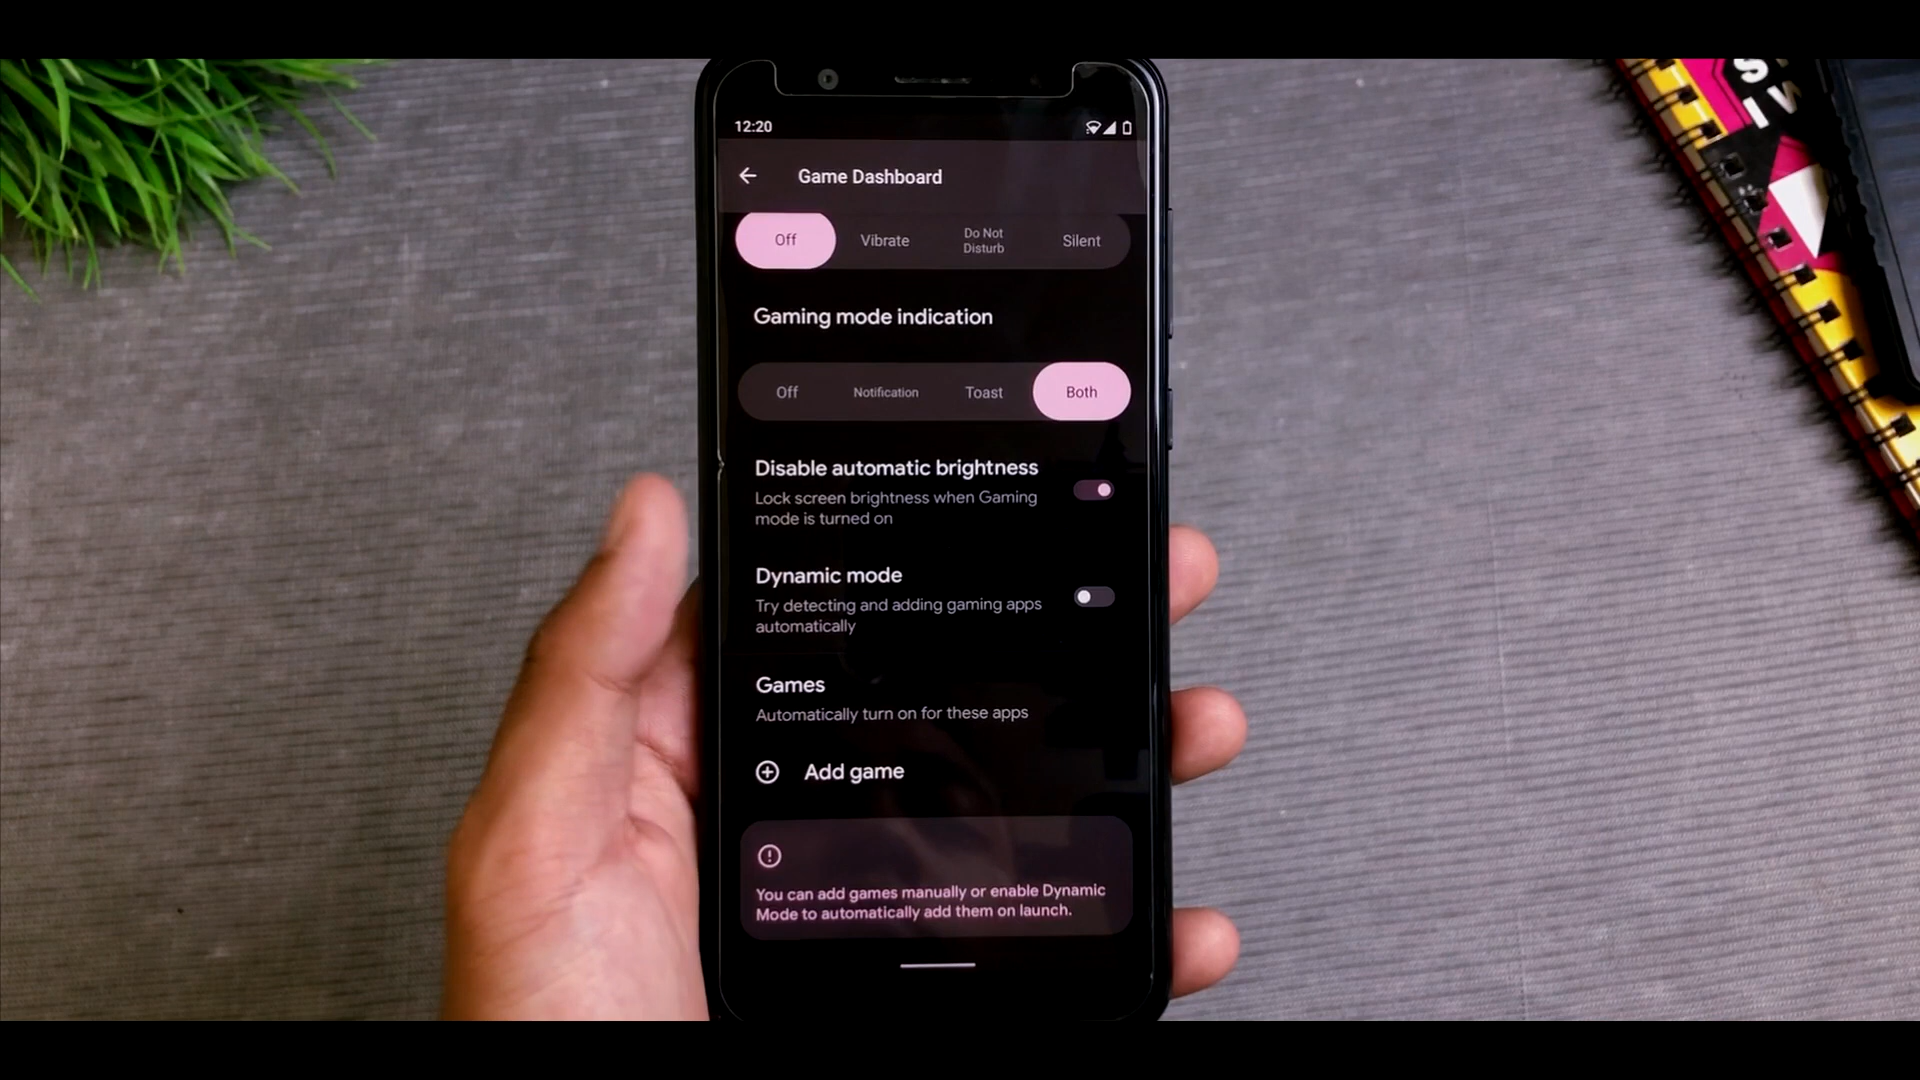 12:20
Game Dashboard
Off
Vibrate
Do Not
Disturb
Silent
Gaming mode indication
Off
Notification
Toast
Both
Disable automatic brightness
Lock screen brightness when Gaming
mode is turned on
Dynamic mode
Try detecting and adding gaming apps
automatically
Games
Automatically turn on for these apps
Add game
You can add games manually or enable Dynamic
Mode to automatically add them on launch.